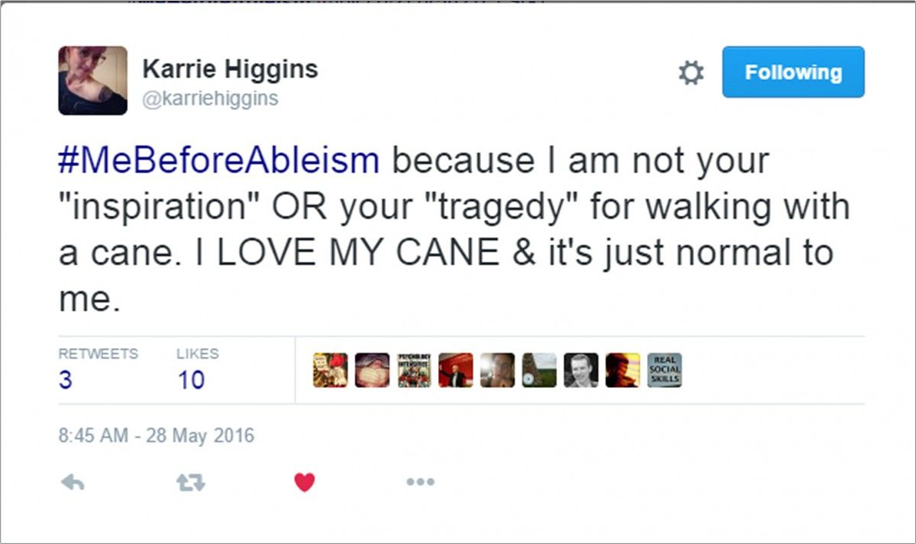 Karrie Higgins
@karriehiggins
Following
#MeBeforeAbleism because I am not your
"inspiration" OR your "tragedy" for walking with
a cane. I LOVE MY CANE & it's just normal to
me.
RETWEETS LIKES
3 10
REAL
SOCIAL
SKILLS
8:45 AM - 28 May 2016